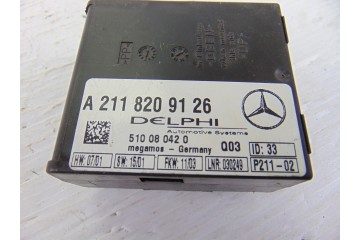 A 211 820 91 26
DELPHI
Automotive Systems
51 08 042 0
megamos - Germany
Q03
ID: 33
HW: 07/01
SW: 15/01
FKW: 11/03
LNR: 030249
P211-02